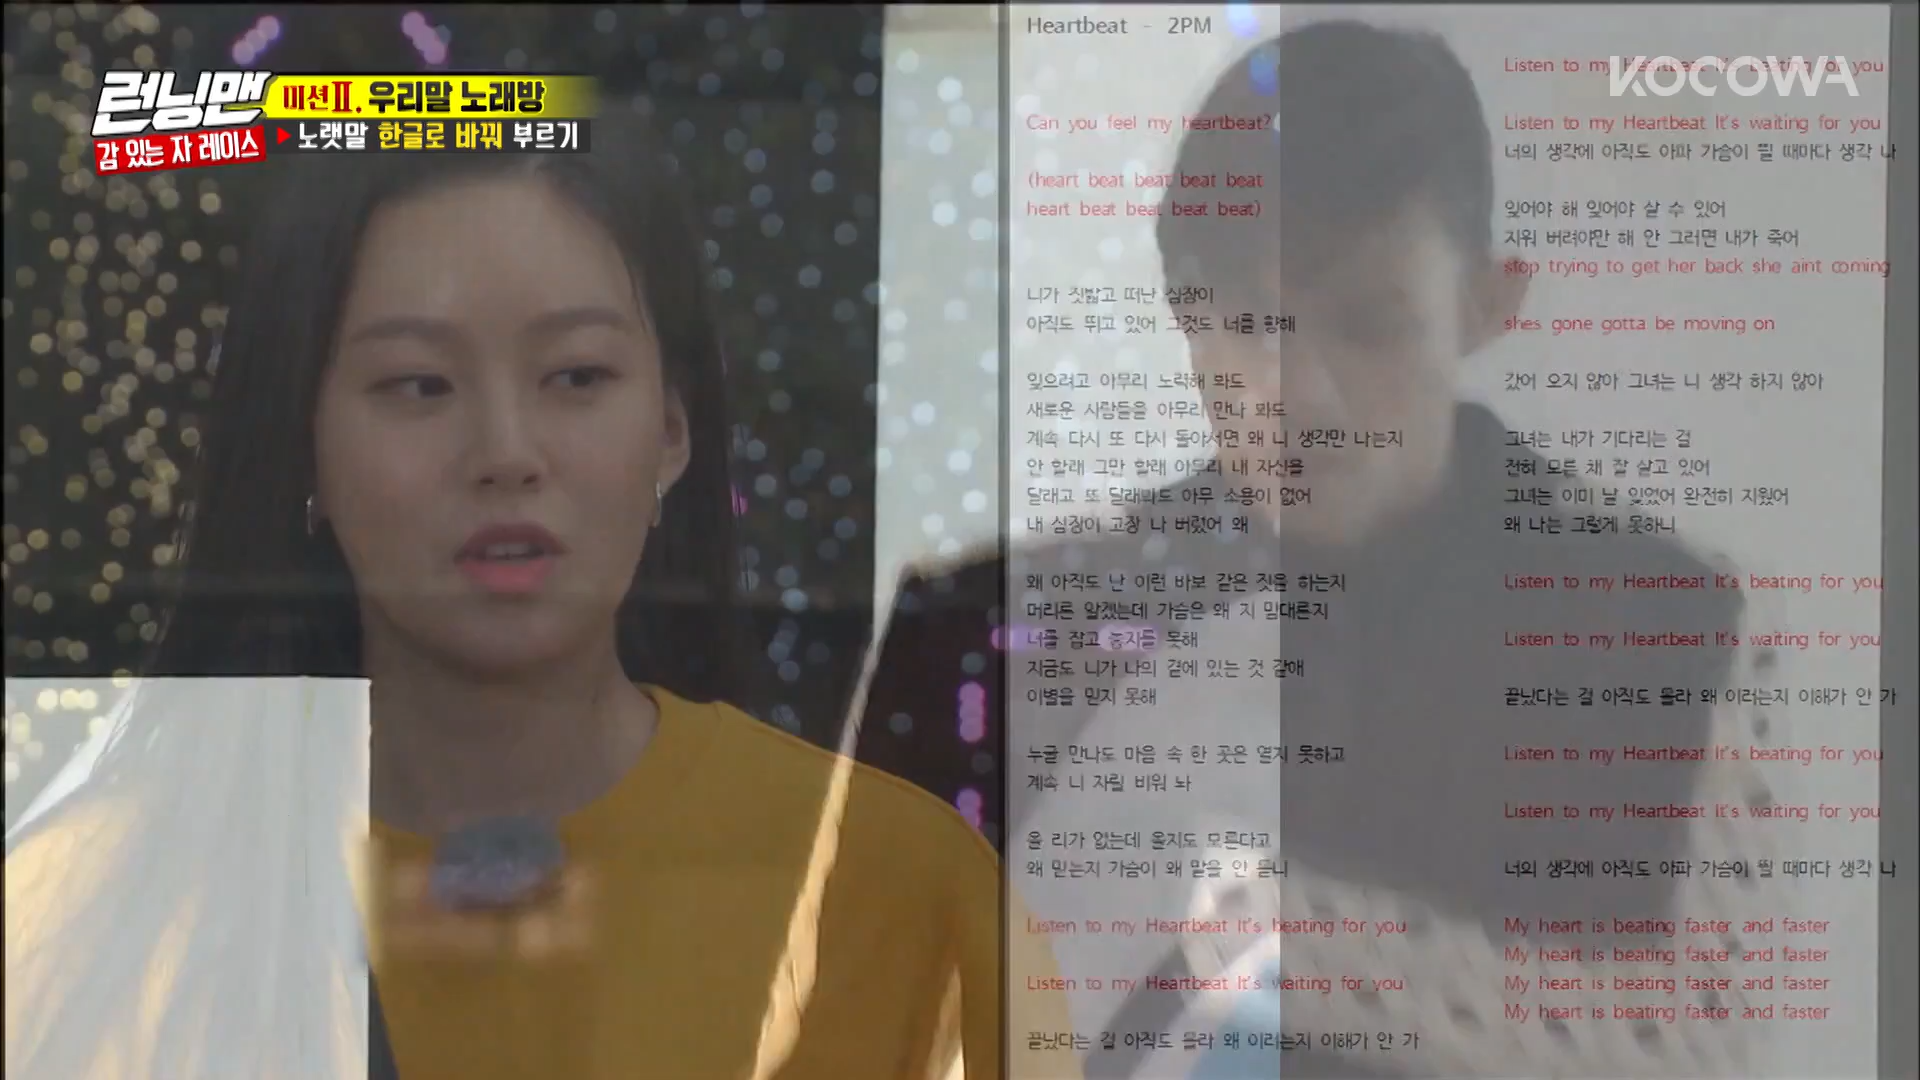 런닝맨
감 있는 자 레이스
미션Ⅱ. 우리말 노래방
▶노랫말 한글로 바꿔 부르기
KOCOWA
Heartbeat - 2PM
Can you feel my heartbeat?
(heart beat beat beat beat
heart beat beat beat beat)
니가 짓밟고 떠난 심장이
아직도 뛰고 있어 그것도 너를 향해
잊으려고 아무리 노력해 봐도
새로운 사람들을 아무리 만나 봐도
계속 다시 또 다시 돌아서면 왜 니 생각만 나는지
안 할래 그만 할래 아무리 내 자신을
달래고 또 달래봐도 아무 소용이 없어
내 심장이 고장 나 버렸어 왜
왜 아직도 난 이런 바보 같은 짓을 하는지
머리론 알겠는데 가슴은 왜 지 맘대론지
너를 잡고 놓지를 못해
지금도 니가 나의 곁에 있는 것 같애
이별을 믿지 못해
누굴 만나도 마음 속 한 곳은 열지 못하고
계속 니 자릴 비워 놔
올 리가 없는데 올지도 모른다고
왜 믿는지 가슴이 왜 말을 안 듣니
Listen to my Heartbeat It's beating for you
Listen to my Heartbeat It's waiting for you
끝났다는 걸 아직도 몰라 왜 이러는지 이해가 안 가
Listen to my Heartbeat It's beating for you
Listen to my Heartbeat It's waiting for you
너의 생각에 아직도 아파 가슴이 뛸 때마다 생각 나
잊어야 해 잊어야 살 수 있어
지워 버려야만 해 안 그러면 내가 죽어
stop trying to get her back she aint coming
shes gone gotta be moving on
갔어 오지 않아 그녀는 니 생각 하지 않아
그녀는 내가 기다리는 걸
전혀 모른 채 잘 살고 있어
그녀는 이미 날 잊었어 완전히 지웠어
왜 나는 그렇게 못하니
Listen to my Heartbeat It's beating for you
Listen to my Heartbeat It's waiting for you
끝났다는 걸 아직도 몰라 왜 이러는지 이해가 안 가
Listen to my Heartbeat It's beating for you
Listen to my Heartbeat It's waiting for you
너의 생각에 아직도 아파 가슴이 뛸 때마다 생각 나
My heart is beating faster and faster
My heart is beating faster and faster
My heart is beating faster and faster
My heart is beating faster and faster